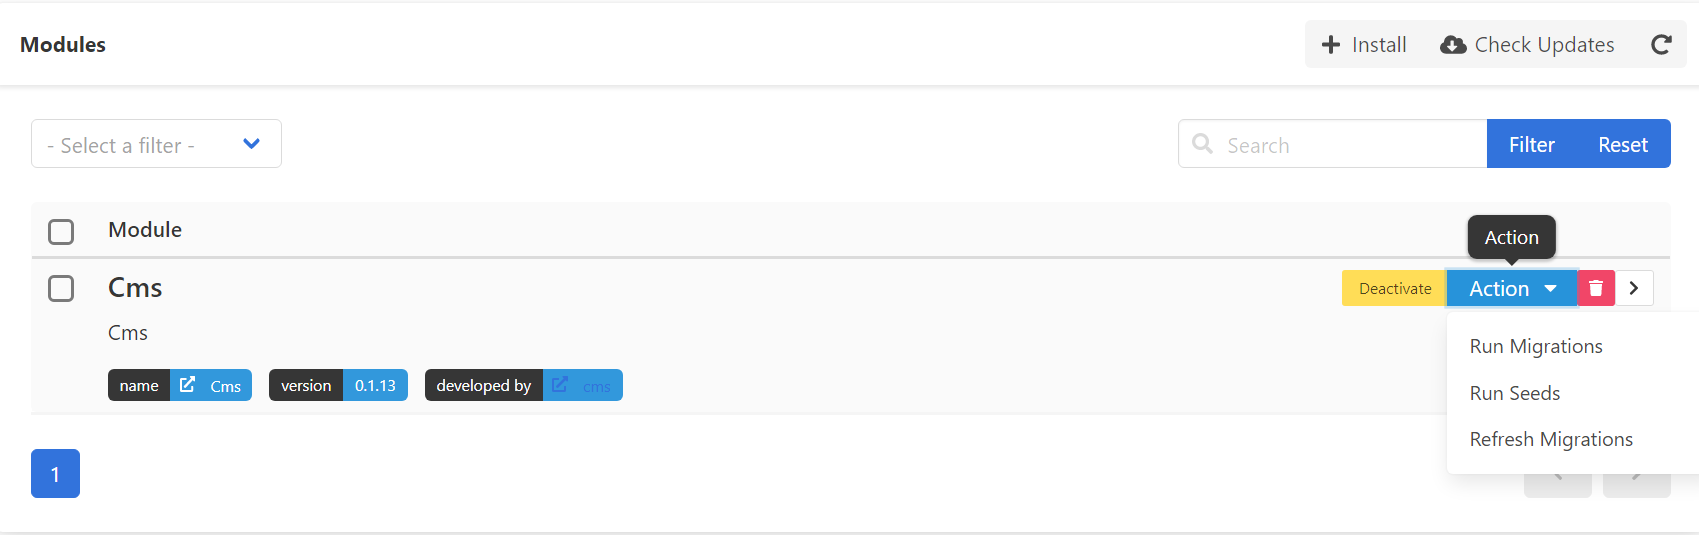 Modules
Install Check Updates
- Select a filter -
Search Filter Reset
Module
Action
Cms
Deactivate Action
Cms
Run Migrations
name Cms version 0.1.13 developed by cms
Run Seeds
Refresh Migrations
1